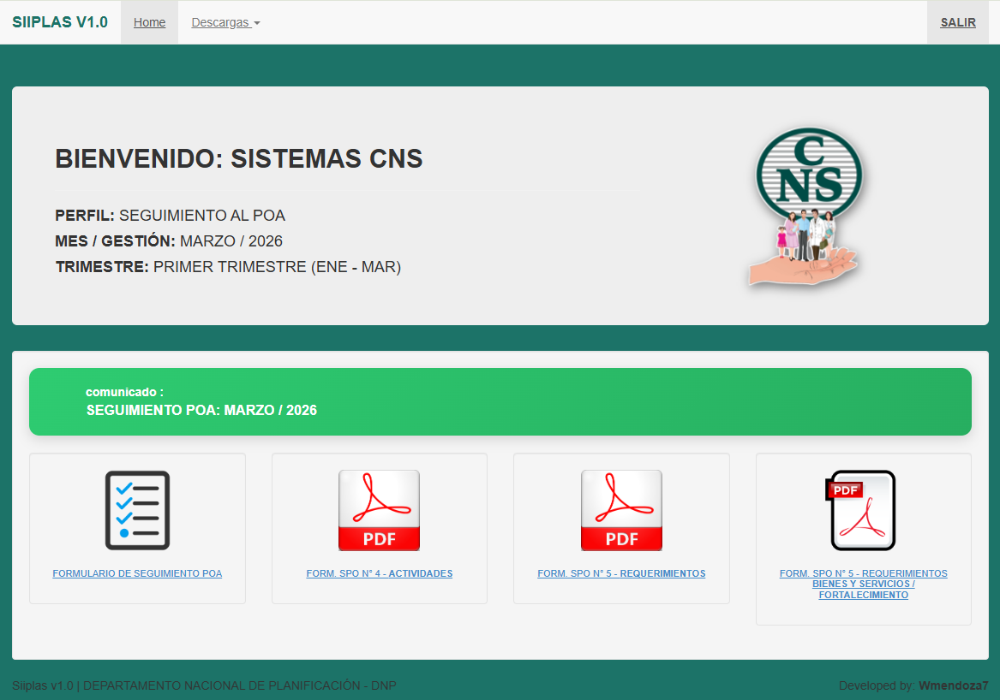 SIIPLAS V1.0 Home Descargas SALIR
BIENVENIDO: SISTEMAS CNS
C
NS
PERFIL: SEGUIMIENTO AL POA
MES / GESTIÓN: MARZO / 2026
TRIMESTRE: PRIMER TRIMESTRE (ENE - MAR)
comunicado :
SEGUIMIENTO POA: MARZO / 2026
FORMULARIO DE SEGUIMIENTO POA
PDF
FORM. SPO N° 4 - ACTIVIDADES
PDF
FORM. SPO N° 5 - REQUERIMIENTOS
PDF
FORM. SPO N° 5 - REQUERIMIENTOS
BIENES Y SERVICIOS /
FORTALECIMIENTO
Siiplas v1.0 | DEPARTAMENTO NACIONAL DE PLANIFICACIÓN - DNP
Developed by: Wmendoza7